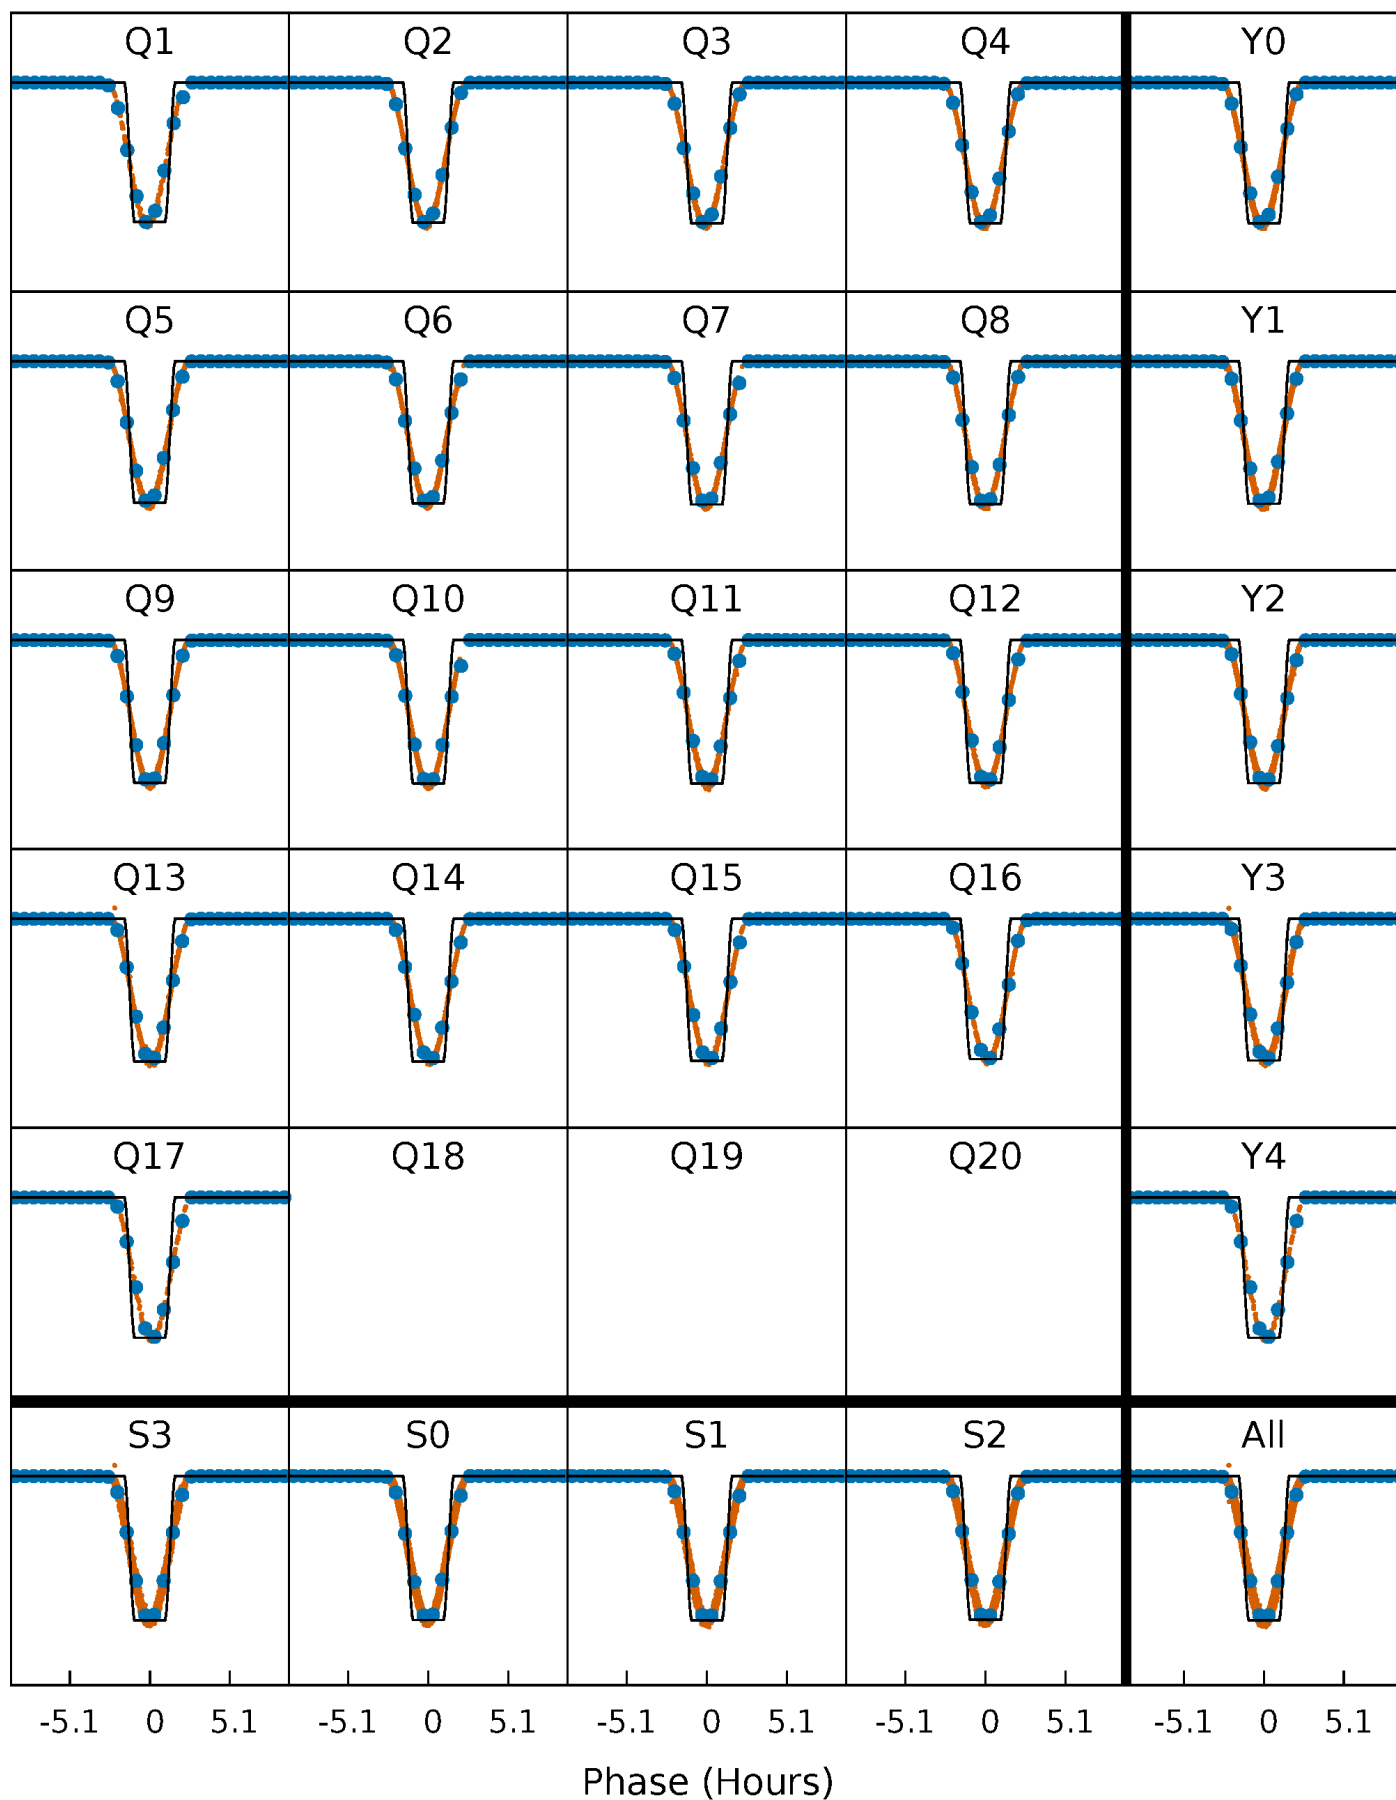 Q1 Q2 Q3 Q4 Y0
Q5 Q6 Q7 Q8 Y1
Q9 Q10 Q11 Q12 Y2
Q13 Q14 Q15 Q16 Y3
Q17 Q18 Q19 Q20 Y4
S3 S0 S1 S2 All
-5.1 0 5.1 -5.1 0 5.1 -5.1 0 5.1 -5.1 0 5.1 -5.1 0 5.1
Phase (Hours)